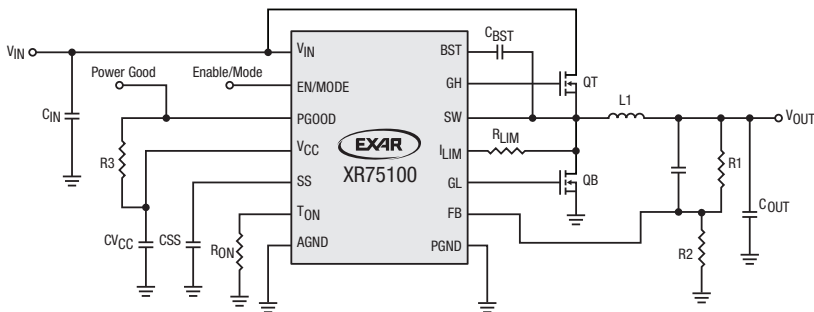 VIN
Power Good
Enable/Mode
CIN
R3
CVCC
CSS
RON
VIN
EN/MODE
PGOOD
VCC
SS
TON
AGND
EXAR
XR75100
BST
GH
SW
ILIM
GL
FB
PGND
CBST
QT
RLIM
QB
L1
VOUT
R1
COUT
R2